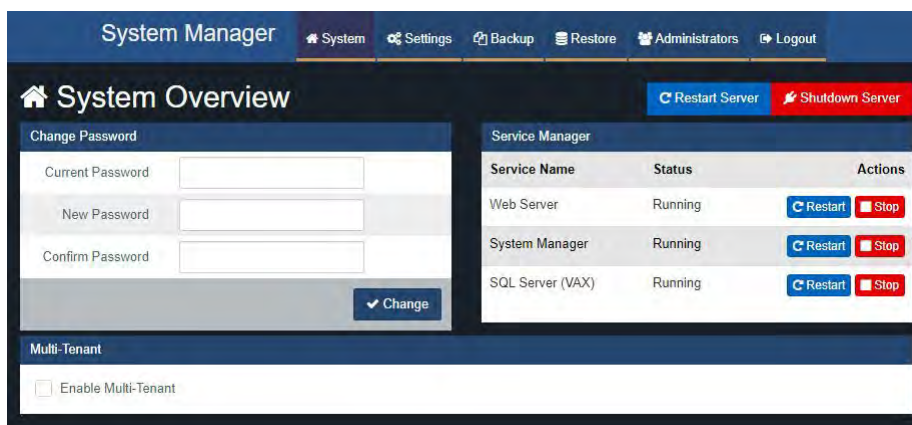 System Manager
System
Settings
Backup
Restore
Administrators
Logout
System Overview
Restart Server
Shutdown Server
Change Password
Current Password
New Password
Confirm Password
Change
Service Manager
Service Name Status Actions
Web Server Running Restart Stop
System Manager Running Restart Stop
SQL Server (VAX) Running Restart Stop
Multi-Tenant
Enable Multi-Tenant